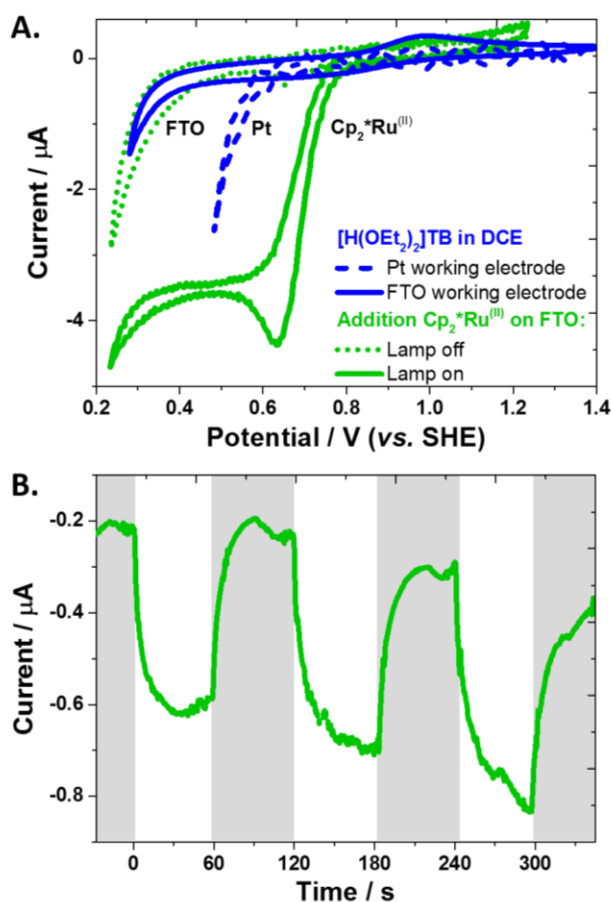 A.
0
-2
-4
Current / μA
FTO
Pt
Cp₂*Ru⁽ᴵᴵ⁾
[H(OEt₂)₂]TB in DCE
Pt working electrode
FTO working electrode
Addition Cp₂*Ru⁽ᴵᴵ⁾ on FTO:
Lamp off
Lamp on
0.2 0.4 0.6 0.8 1.0 1.2 1.4
Potential / V (vs. SHE)
B.
-0.2
-0.4
-0.6
-0.8
Current / μA
0 60 120 180 240 300
Time / s